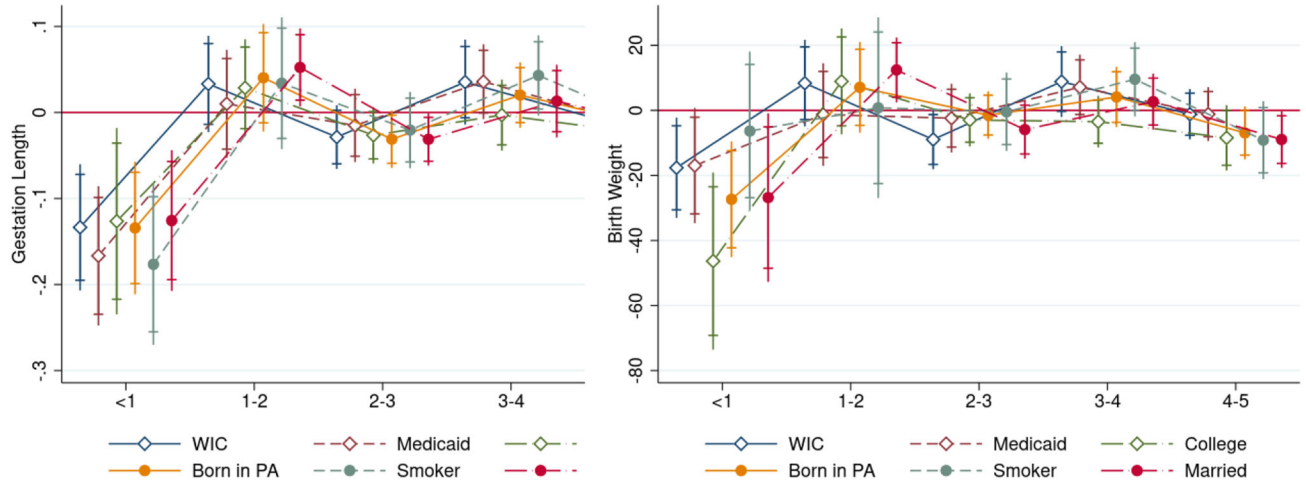 Gestation Length
.1
0
-.1
-.2
-.3
<1 1-2 2-3 3-4
WIC Medicaid
Born in PA Smoker
Birth Weight
20
0
-20
-40
-60
-80
<1 1-2 2-3 3-4 4-5
WIC Medicaid College
Born in PA Smoker Married